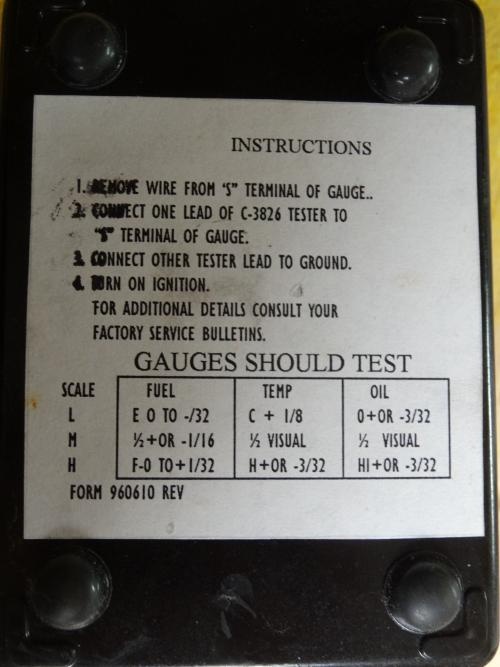 INSTRUCTIONS
1. REMOVE WIRE FROM "S" TERMINAL OF GAUGE..
2. CONNECT ONE LEAD OF C-3826 TESTER TO
"S" TERMINAL OF GAUGE.
3. CONNECT OTHER TESTER LEAD TO GROUND.
4. TURN ON IGNITION.
FOR ADDITIONAL DETAILS CONSULT YOUR
FACTORY SERVICE BULLETINS.
GAUGES SHOULD TEST
SCALE FUEL TEMP OIL
L E 0 TO -/32 C + 1/8 0+OR -3/32
M ½+OR -1/16 ½ VISUAL ½ VISUAL
H F-0 TO+1/32 H+OR -3/32 HI+OR -3/32
FORM 960610 REV